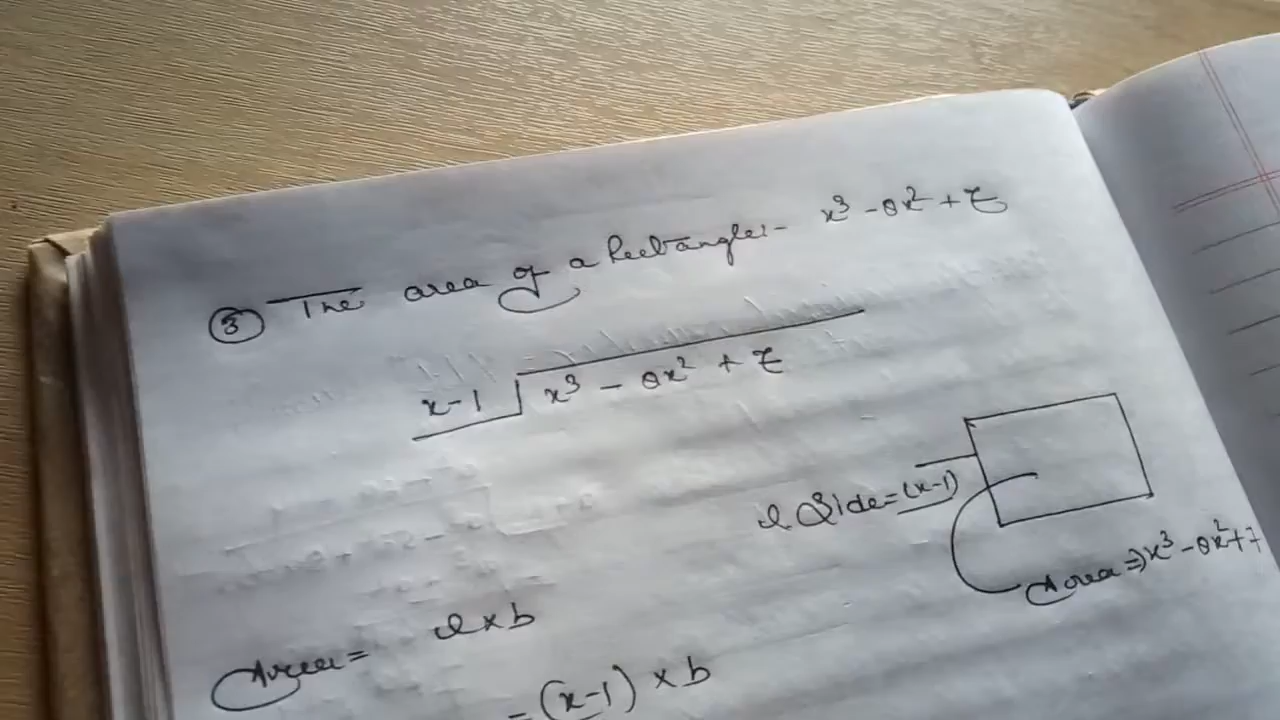 ③ The area of a Rectangle:- x³ - 8x² + 7
x-1 x³ - 8x² + 7
l Side = (x-1)
Area ⇒ x³ - 8x² + 7
Area = l × b
= (x-1) × b